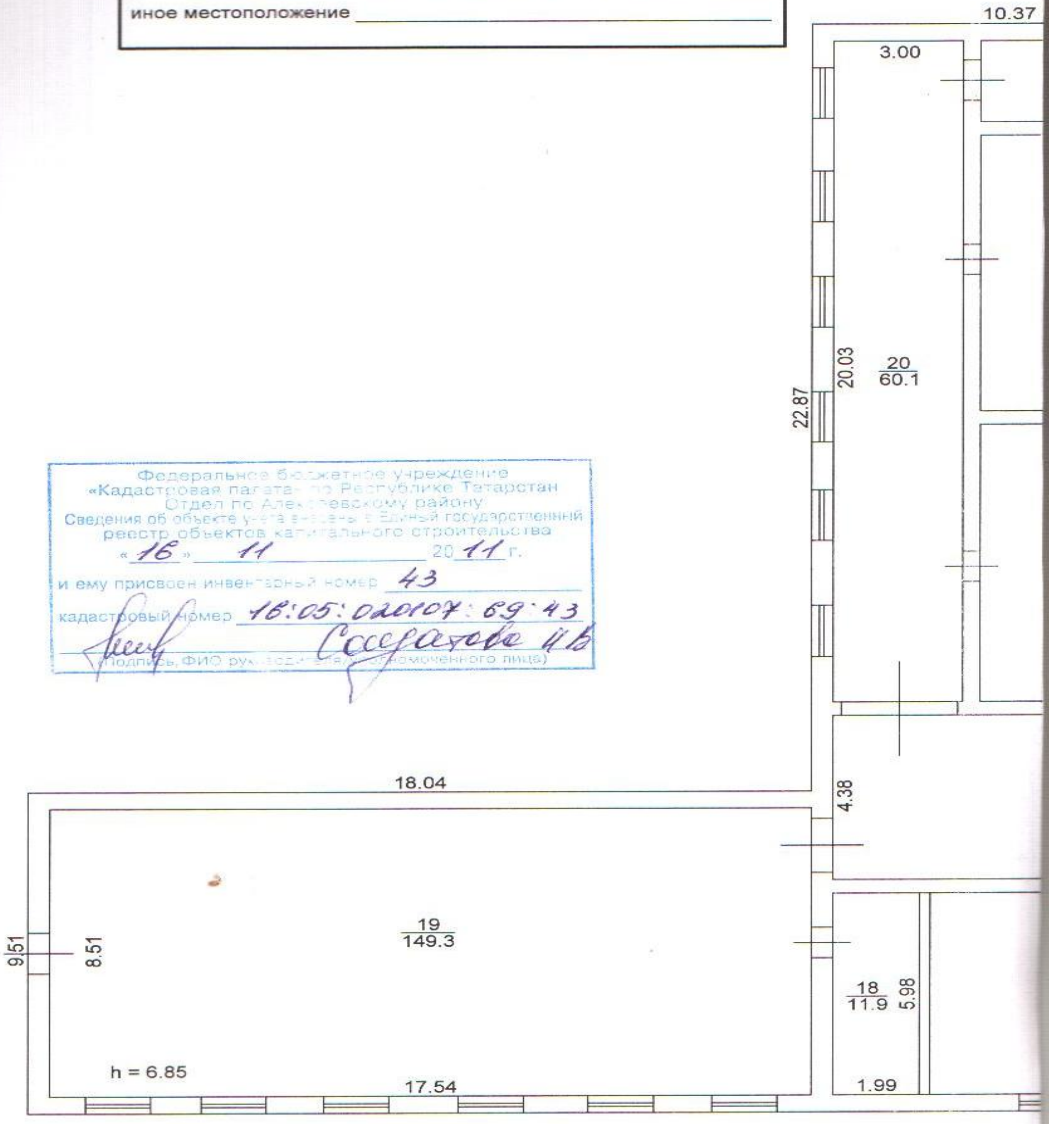 иное местоположение
10.37
3.00
20.03
20
60.1
22.87
Федеральное бюджетное учреждение
«Кадастровая палата» по Республике Татарстан
Отдел по Алексеевскому району
Сведения об объекте учета внесены в Единый государственный
реестр объектов капитального строительства
« 16 » 11 2011 г.
и ему присвоен инвентарный номер 43
кадастровый номер 16:05:020107:69:43
(Подпись, ФИО руководителя/уполномоченного лица)
18.04
4.38
19
149.3
9.51
8.51
18
11.9
5.98
h = 6.85
17.54
1.99